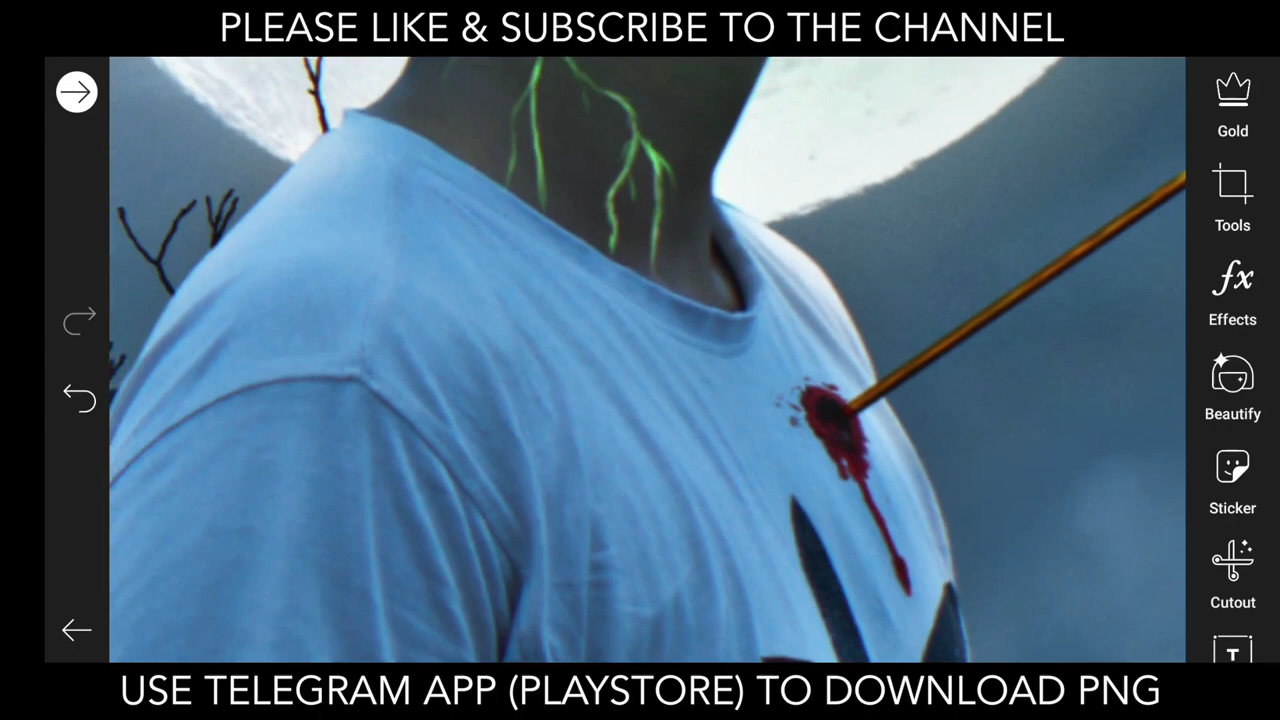 PLEASE LIKE & SUBSCRIBE TO THE CHANNEL
Gold
Tools
fx
Effects
Beautify
Sticker
Cutout
T
USE TELEGRAM APP (PLAYSTORE) TO DOWNLOAD PNG